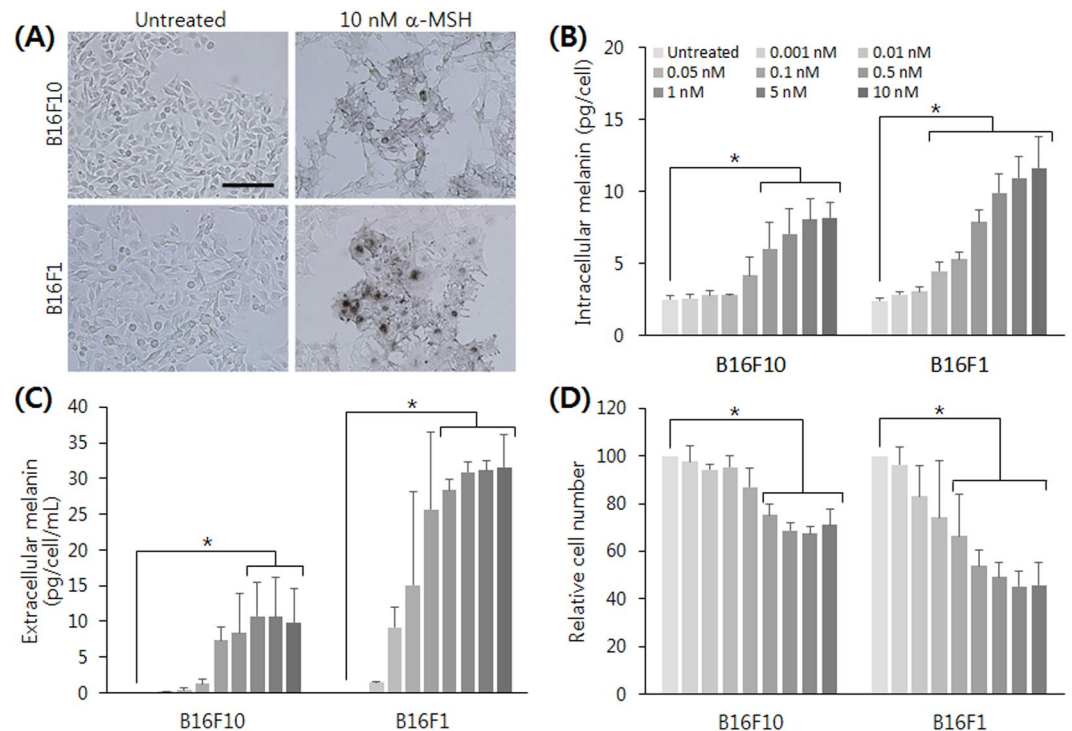 (A)
Untreated
10 nM α-MSH
B16F10
B16F1
(B)
Intracellular melanin (pg/cell)
20
15
10
5
0
Untreated 0.001 nM 0.01 nM
0.05 nM 0.1 nM 0.5 nM
1 nM 5 nM 10 nM
*
*
B16F10
B16F1
(C)
Extracellular melanin
(pg/cell/mL)
40
35
30
25
20
15
10
5
0
*
*
B16F10
B16F1
(D)
Relative cell number
120
100
80
60
40
20
0
*
*
B16F10
B16F1